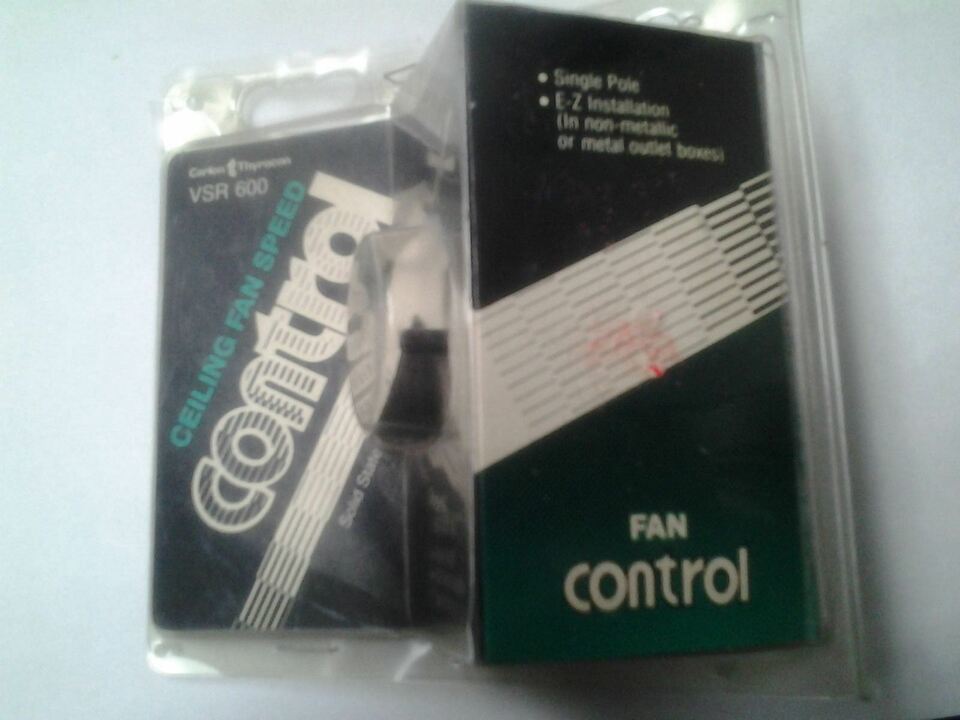 Carlon Thyrocon
VSR 600
CEILING FAN SPEED
control
Solid State
• Single Pole
• E-Z Installation
(In non-metallic
or metal outlet boxes)
FAN
control